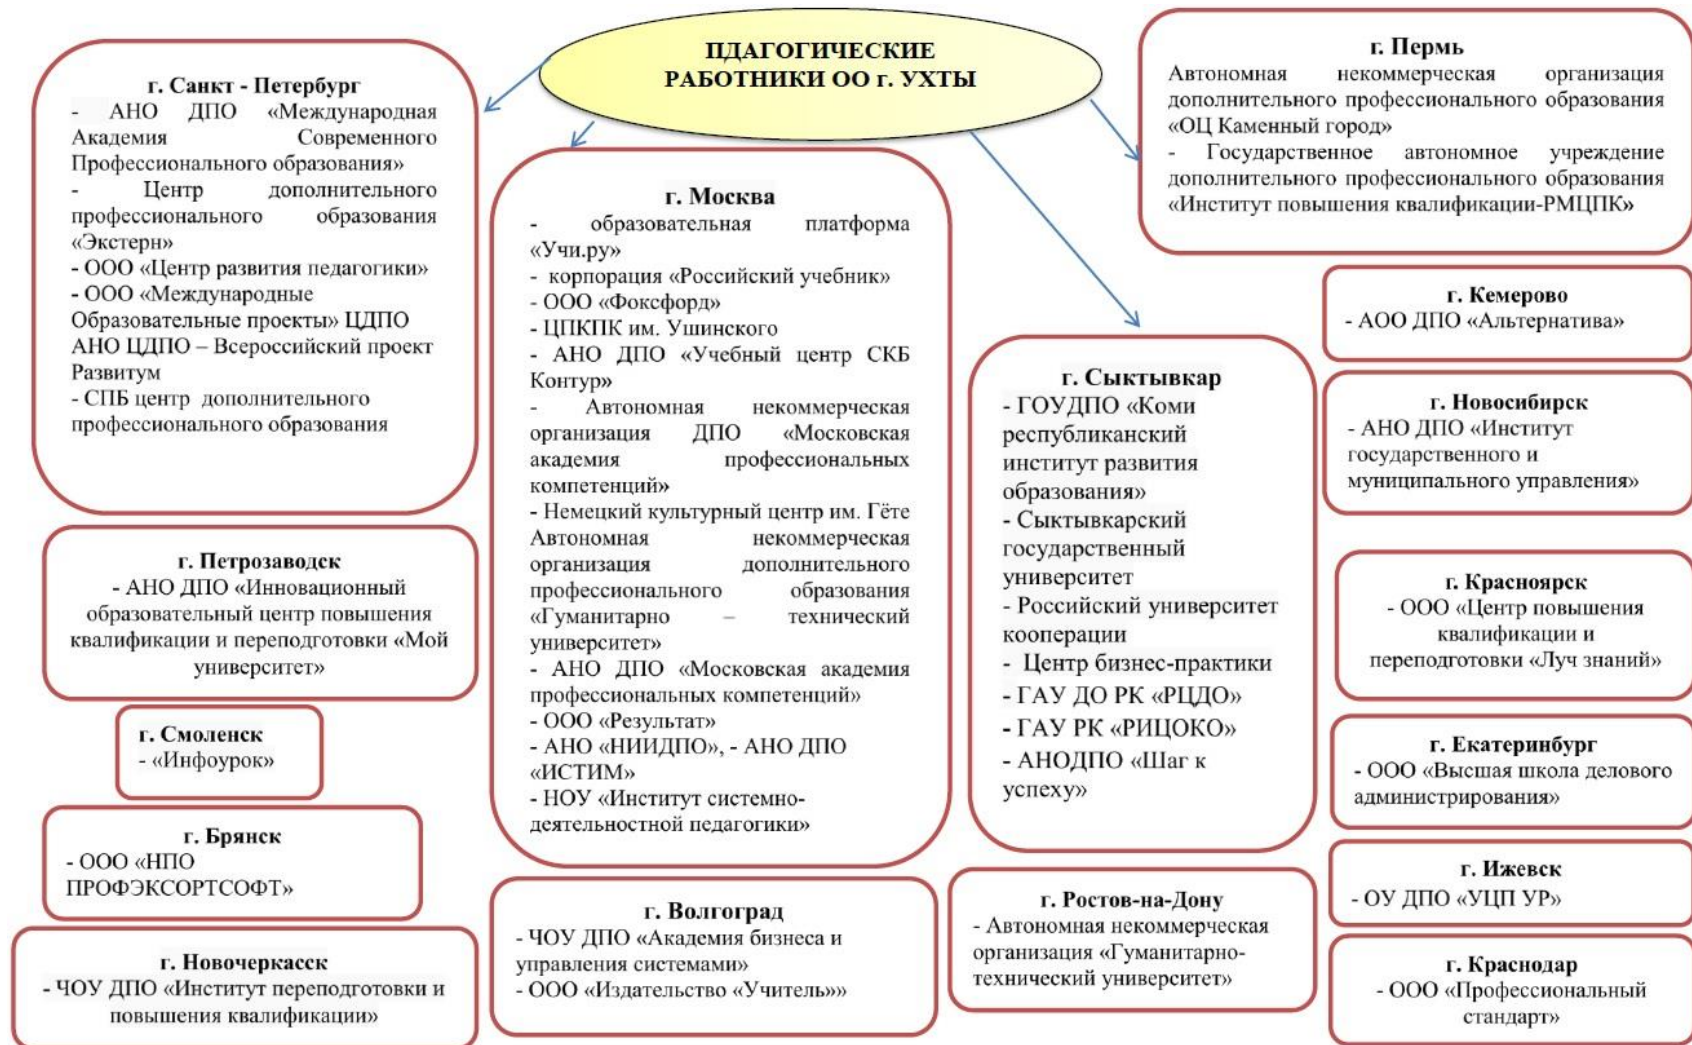 ПДАГОГИЧЕСКИЕ
РАБОТНИКИ ОО г. УХТЫ
г. Санкт - Петербург
- АНО ДПО «Международная
Академия Современного
Профессионального образования»
- Центр дополнительного
профессионального образования
«Экстерн»
- ООО «Центр развития педагогики»
- ООО «Международные
Образовательные проекты» ЦДПО
АНО ЦДПО – Всероссийский проект
Развитум
- СПБ центр дополнительного
профессионального образования
г. Петрозаводск
- АНО ДПО «Инновационный
образовательный центр повышения
квалификации и переподготовки «Мой
университет»
г. Смоленск
- «Инфоурок»
г. Брянск
- ООО «НПО
ПРОФЭКСОРТСОФТ»
г. Новочеркасск
- ЧОУ ДПО «Институт переподготовки и
повышения квалификации»
г. Москва
- образовательная платформа
«Учи.ру»
- корпорация «Российский учебник»
- ООО «Фоксфорд»
- ЦПКПК им. Ушинского
- АНО ДПО «Учебный центр СКБ
Контур»
- Автономная некоммерческая
организация ДПО «Московская
академия профессиональных
компетенций»
- Немецкий культурный центр им. Гёте
Автономная некоммерческая
организация дополнительного
профессионального образования
«Гуманитарно – технический
университет»
- АНО ДПО «Московская академия
профессиональных компетенций»
- ООО «Результат»
- АНО «НИИДПО», - АНО ДПО
«ИСТИМ»
- НОУ «Институт системно-
деятельностной педагогики»
г. Волгоград
- ЧОУ ДПО «Академия бизнеса и
управления системами»
- ООО «Издательство «Учитель»»
г. Сыктывкар
- ГОУДПО «Коми
республиканский
институт развития
образования»
- Сыктывкарский
государственный
университет
- Российский университет
кооперации
- Центр бизнес-практики
- ГАУ ДО РК «РЦДО»
- ГАУ РК «РИЦОКО»
- АНОДПО «Шаг к
успеху»
г. Ростов-на-Дону
- Автономная некоммерческая
организация «Гуманитарно-
технический университет»
г. Пермь
Автономная некоммерческая организация
дополнительного профессионального образования
«ОЦ Каменный город»
- Государственное автономное учреждение
дополнительного профессионального образования
«Институт повышения квалификации-РМЦПК»
г. Кемерово
- АОО ДПО «Альтернатива»
г. Новосибирск
- АНО ДПО «Институт
государственного и
муниципального управления»
г. Красноярск
- ООО «Центр повышения
квалификации и
переподготовки «Луч знаний»
г. Екатеринбург
- ООО «Высшая школа делового
администрирования»
г. Ижевск
- ОУ ДПО «УЦП УР»
г. Краснодар
- ООО «Профессиональный
стандарт»